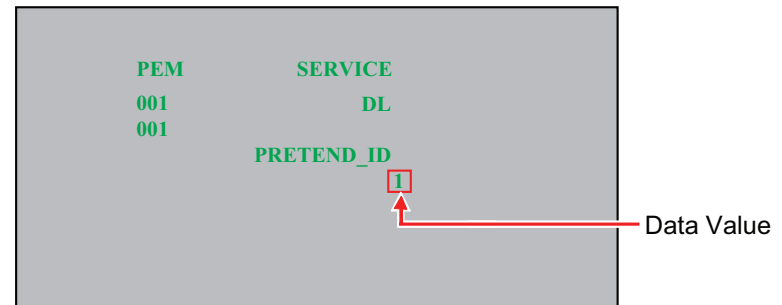 PEM SERVICE
001 DL
001
PRETEND_ID
1
Data Value